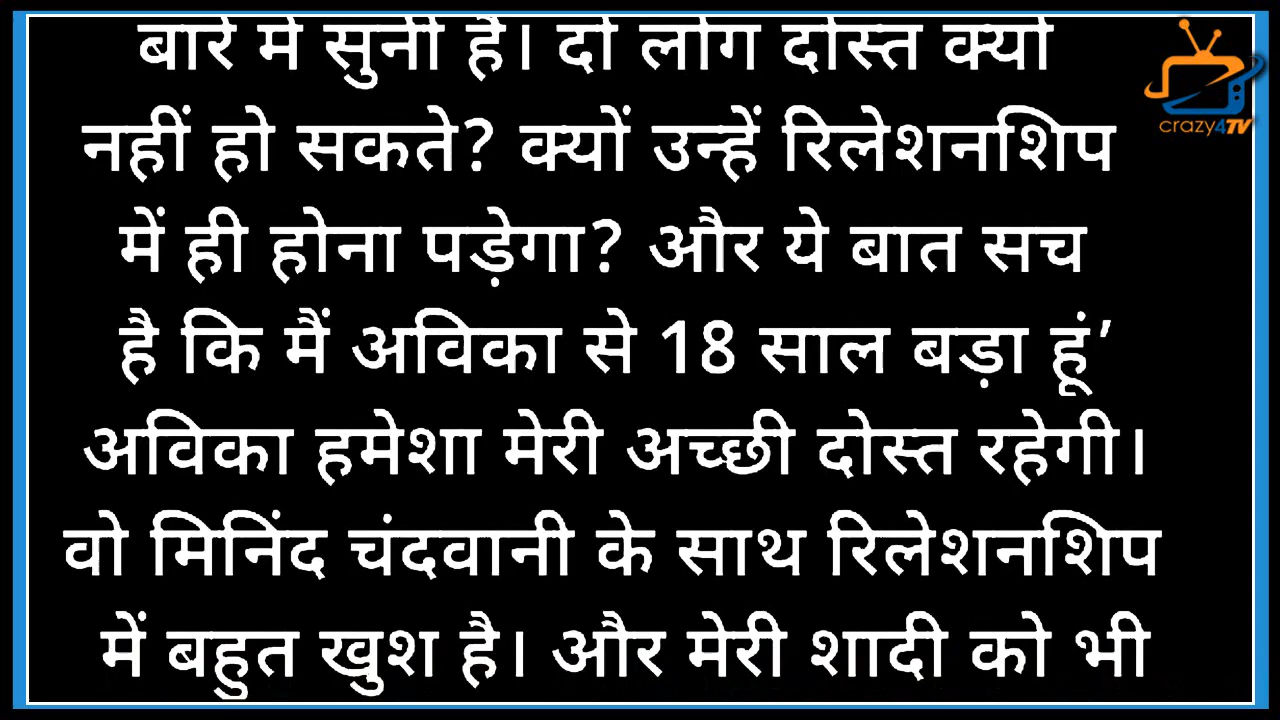 बारे में सुनी है। दो लोग दोस्त क्यों
नहीं हो सकते? क्यों उन्हें रिलेशनशिप
में ही होना पड़ेगा? और ये बात सच
है कि मैं अविका से 18 साल बड़ा हूं’
अविका हमेशा मेरी अच्छी दोस्त रहेगी।
वो मिनिंद चंदवानी के साथ रिलेशनशिप
में बहुत खुश है। और मेरी शादी को भी
crazy4TV